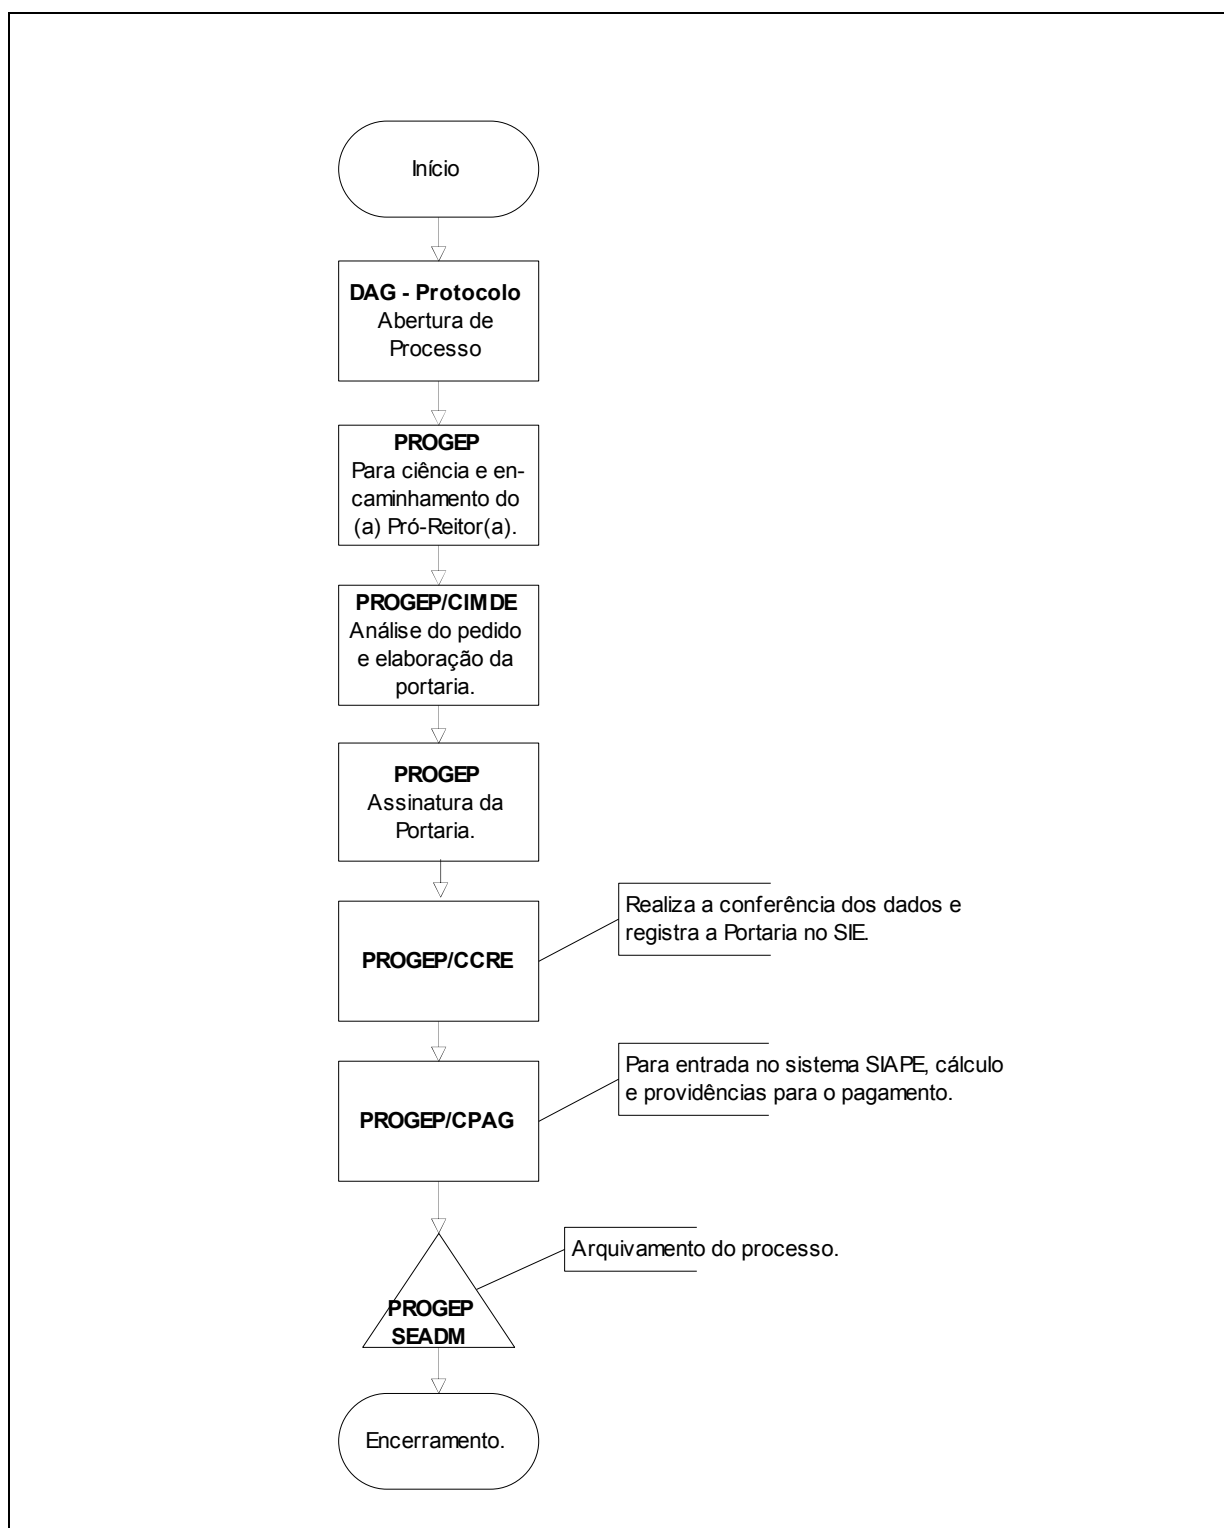 Início
DAG - Protocolo
Abertura de
Processo
PROGEP
Para ciência e en-
caminhamento do
(a) Pró-Reitor(a).
PROGEP/CIMDE
Análise do pedido
e elaboração da
portaria.
PROGEP
Assinatura da
Portaria.
PROGEP/CCRE
Realiza a conferência dos dados e
registra a Portaria no SIE.
PROGEP/CPAG
Para entrada no sistema SIAPE, cálculo
e providências para o pagamento.
PROGEP
SEADM
Arquivamento do processo.
Encerramento.